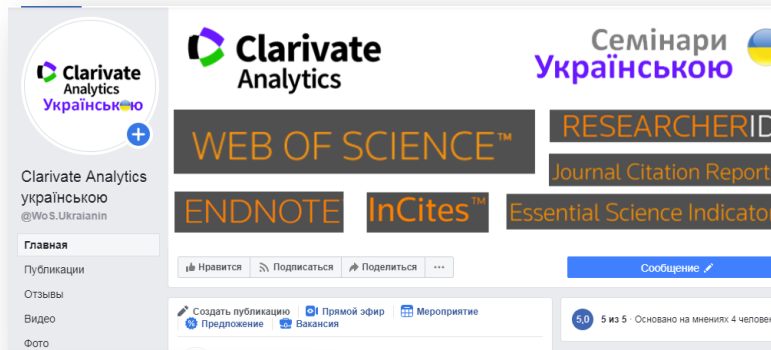 Clarivate
Analytics
Українською
Clarivate Analytics
українською
@WoS.Ukraianin
Главная
Публикации
Отзывы
Видео
Фото
Clarivate
Analytics
Семінари
Українською
WEB OF SCIENCE™
RESEARCHERID
Journal Citation Report
ENDNOTE
InCites™
Essential Science Indicator
Нравится
Подписаться
Поделиться
Сообщение
Создать публикацию
Прямой эфир
Мероприятие
Предложение
Вакансия
5,0
5 из 5 · Основано на мнениях 4 человек